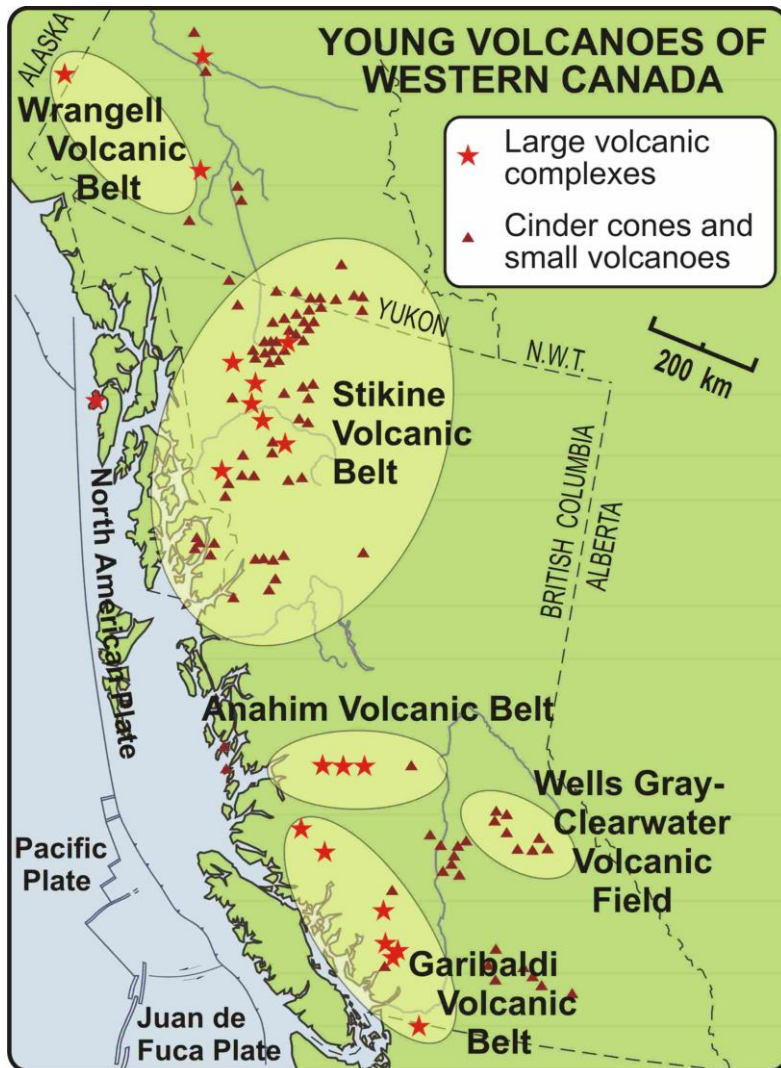 YOUNG VOLCANOES OF
WESTERN CANADA
ALASKA
Wrangell
Volcanic
Belt
Large volcanic
complexes
Cinder cones and
small volcanoes
YUKON
N.W.T.
200 km
Stikine
Volcanic
Belt
BRITISH COLUMBIA
ALBERTA
North American Plate
Anahim Volcanic Belt
Wells Gray-
Clearwater
Volcanic
Field
Pacific
Plate
Garibaldi
Volcanic
Belt
Juan de
Fuca Plate